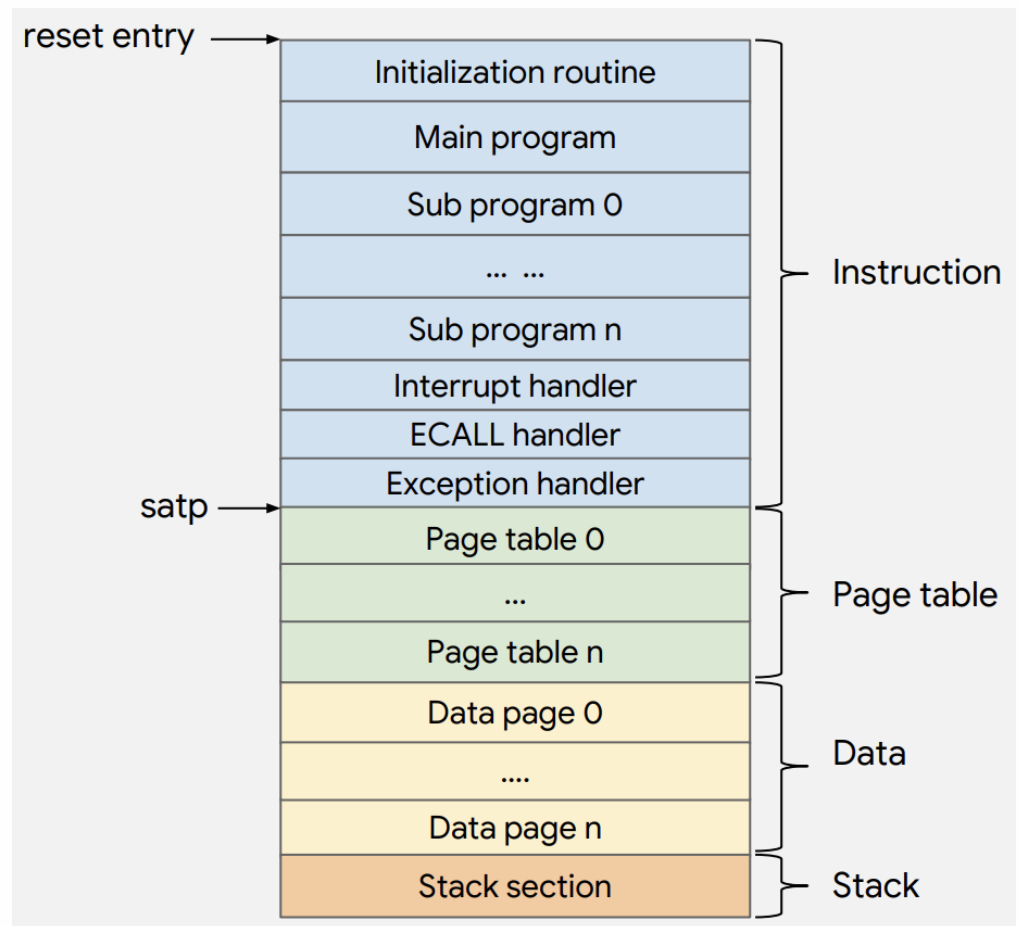 reset entry
Initialization routine
Main program
Sub program 0
... ...
Sub program n
Interrupt handler
ECALL handler
Exception handler
Instruction
satp
Page table 0
...
Page table n
Page table
Data page 0
....
Data page n
Data
Stack section
Stack